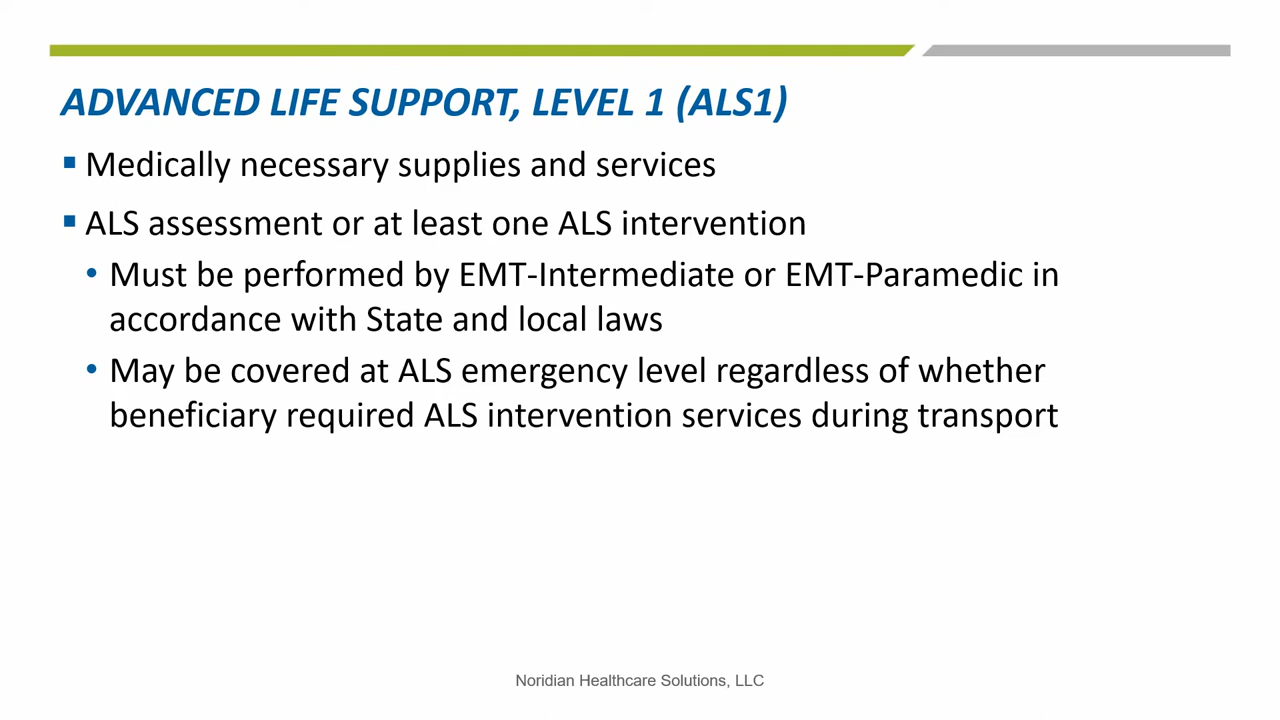 ADVANCED LIFE SUPPORT, LEVEL 1 (ALS1)
▪ Medically necessary supplies and services
▪ ALS assessment or at least one ALS intervention
• Must be performed by EMT-Intermediate or EMT-Paramedic in
accordance with State and local laws
• May be covered at ALS emergency level regardless of whether
beneficiary required ALS intervention services during transport
Noridian Healthcare Solutions, LLC